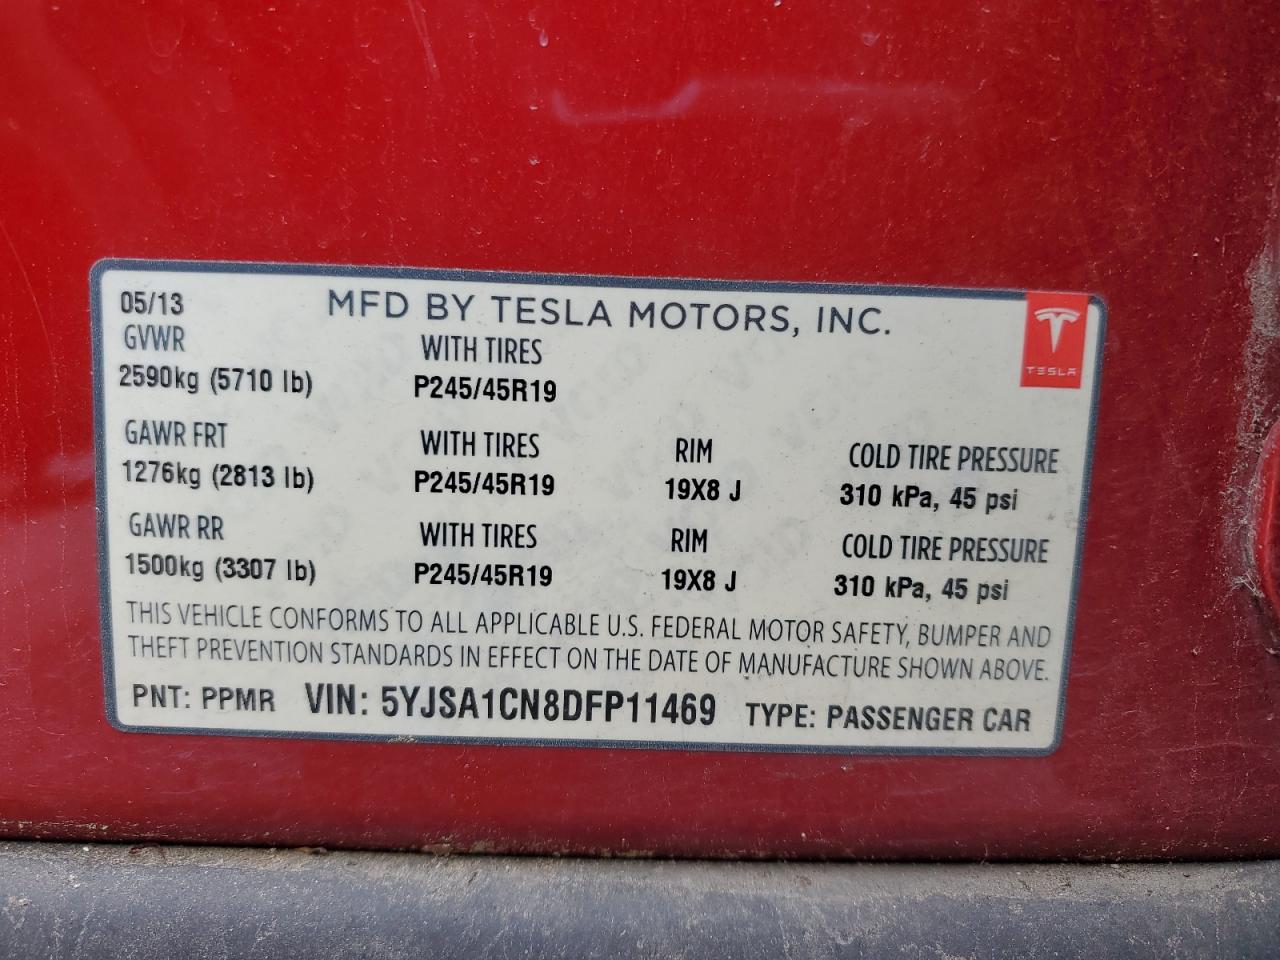 05/13 MFD BY TESLA MOTORS, INC.
TESLA
GVWR WITH TIRES
2590kg (5710 lb) P245/45R19
GAWR FRT WITH TIRES RIM COLD TIRE PRESSURE
1276kg (2813 lb) P245/45R19 19X8 J 310 kPa, 45 psi
GAWR RR WITH TIRES RIM COLD TIRE PRESSURE
1500kg (3307 lb) P245/45R19 19X8 J 310 kPa, 45 psi
THIS VEHICLE CONFORMS TO ALL APPLICABLE U.S. FEDERAL MOTOR SAFETY, BUMPER AND
THEFT PREVENTION STANDARDS IN EFFECT ON THE DATE OF MANUFACTURE SHOWN ABOVE.
PNT: PPMR VIN: 5YJSA1CN8DFP11469 TYPE: PASSENGER CAR